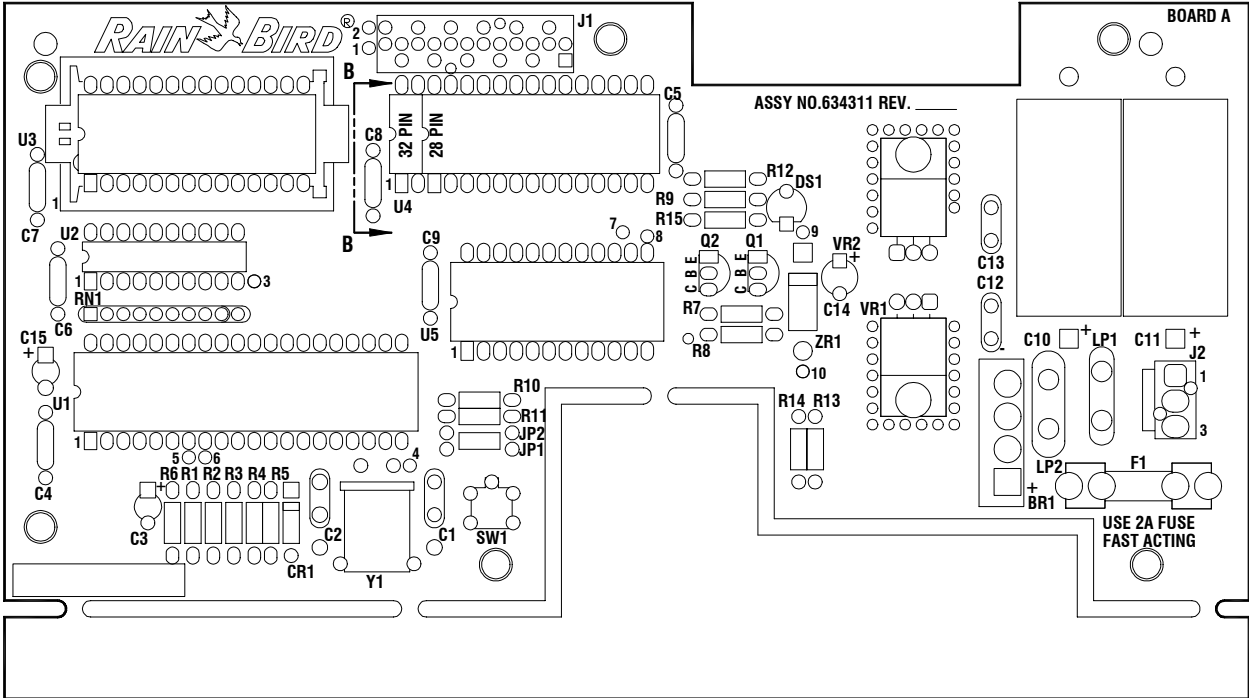 RAIN BIRD®
2
1
J1
BOARD A
B
ASSY NO.634311 REV. _____
C5
U3
C8
32 PIN
28 PIN
R12
DS1
1
1
U4
R9
R15
C7
U2
B
C9
7
8
9
Q2
Q1
VR2
+
C B E
C B E
C13
1
3
C12
RN1
C14
R7
VR1
C6
U5
C15
+
1
R8
ZR1
-
C10
+
LP1
C11
+
J2
10
1
U1
R10
R14
R13
R11
1
JP2
JP1
3
5
6
4
C4
R6
R1
R2
R3
R4
R5
LP2
F1
+
+
BR1
C3
C2
C1
SW1
USE 2A FUSE
FAST ACTING
CR1
Y1